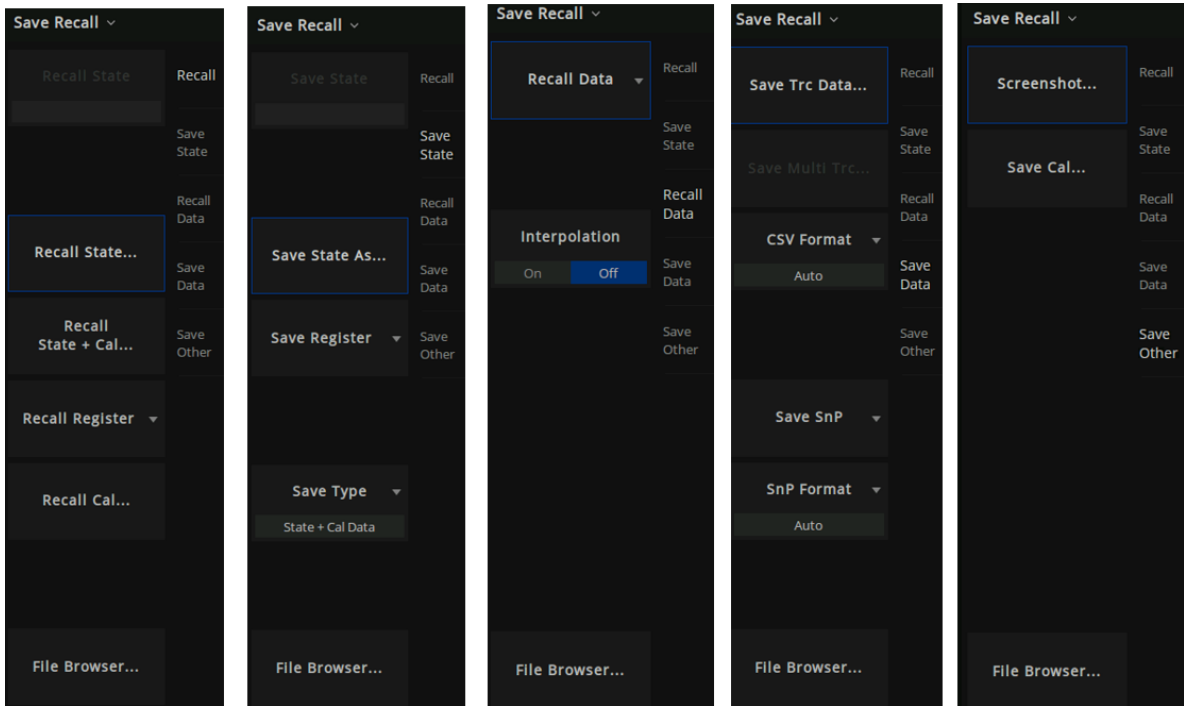 Save Recall
Recall State
Recall
Save
State
Recall
Data
Recall State...
Save
Data
Recall
State + Cal...
Save
Other
Recall Register
Recall Cal...
File Browser...
Save Recall
Save State
Recall
Save
State
Recall
Data
Save State As...
Save
Data
Save Register
Save
Other
Save Type
State + Cal Data
File Browser...
Save Recall
Recall Data
Recall
Save
State
Recall
Data
Interpolation
On Off
Save
Data
Save
Other
File Browser...
Save Recall
Save Trc Data...
Recall
Save
State
Save Multi Trc...
Recall
Data
CSV Format
Auto
Save
Data
Save
Other
Save SnP
SnP Format
Auto
File Browser...
Save Recall
Screenshot...
Recall
Save
State
Save Cal...
Recall
Data
Save
Data
Save
Other
File Browser...